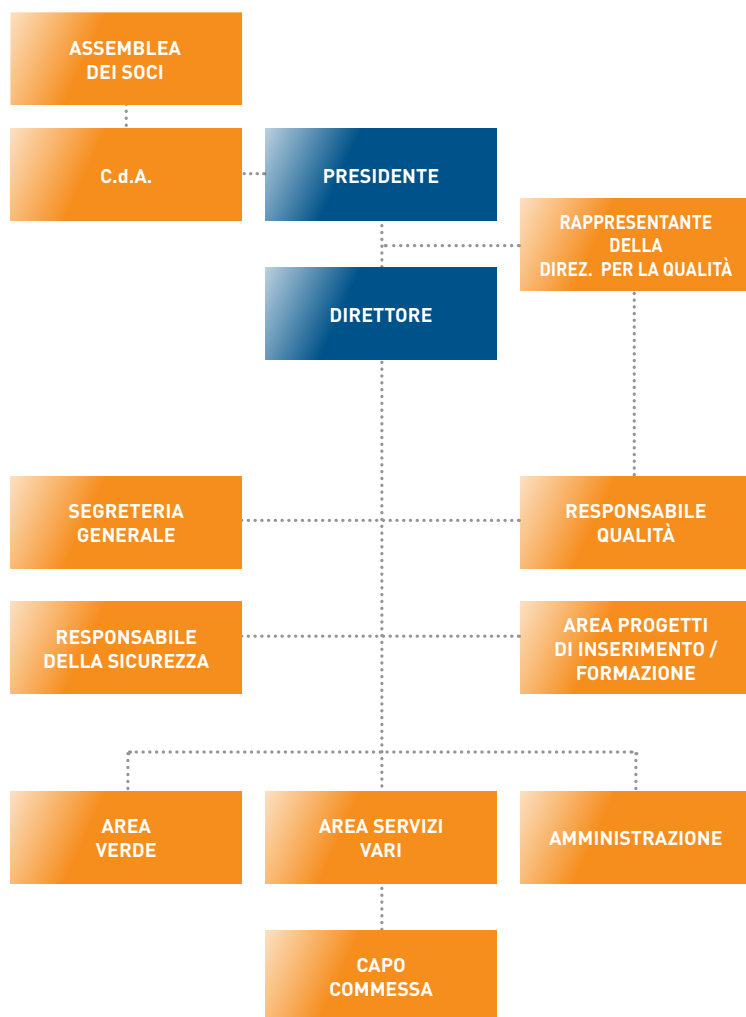 ASSEMBLEA
DEI SOCI
C.d.A.
PRESIDENTE
RAPPRESENTANTE
DELLA
DIREZ. PER LA QUALITÀ
DIRETTORE
SEGRETERIA
GENERALE
RESPONSABILE
QUALITÀ
RESPONSABILE
DELLA SICUREZZA
AREA PROGETTI
DI INSERIMENTO /
FORMAZIONE
AREA
VERDE
AREA SERVIZI
VARI
AMMINISTRAZIONE
CAPO
COMMESSA